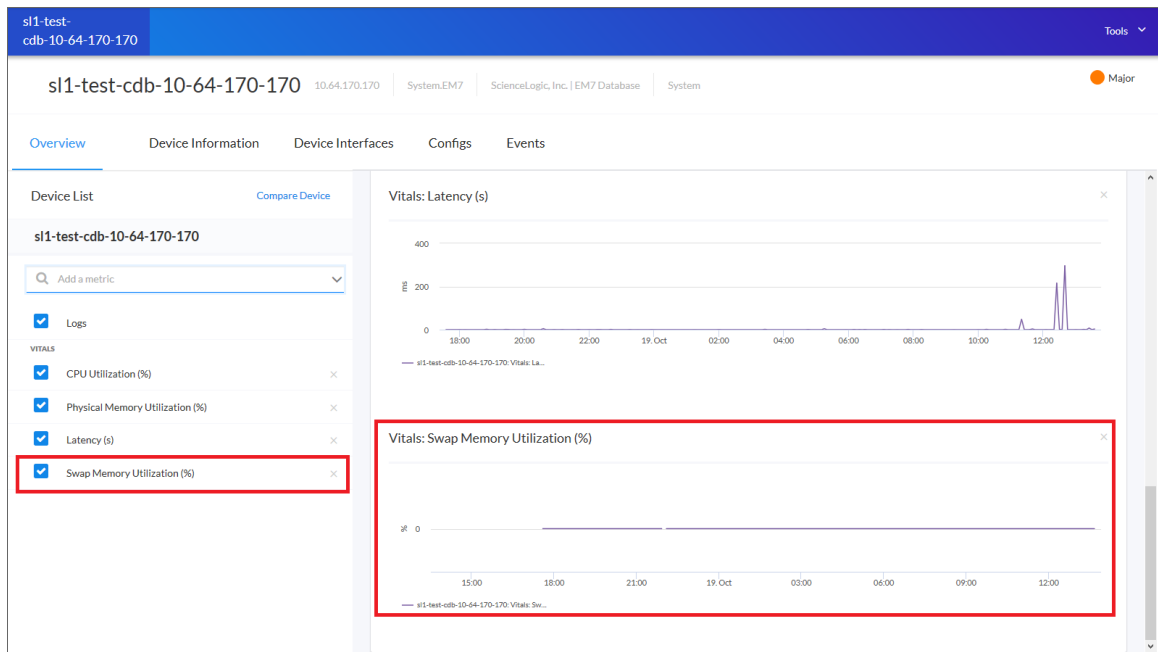 sl1-test-
cdb-10-64-170-170
Tools
sl1-test-cdb-10-64-170-170 10.64.170.170 System.EM7 ScienceLogic, Inc. | EM7 Database System
Major
Overview Device Information Device Interfaces Configs Events
Device List Compare Device
sl1-test-cdb-10-64-170-170
Add a metric
Logs
VITALS
CPU Utilization (%)
Physical Memory Utilization (%)
Latency (s)
Swap Memory Utilization (%)
Vitals: Latency (s)
400
ms 200
0
18:00 20:00 22:00 19. Oct 02:00 04:00 06:00 08:00 10:00 12:00
sl1-test-cdb-10-64-170-170: Vitals: La...
Vitals: Swap Memory Utilization (%)
% 0
15:00 18:00 21:00 19. Oct 03:00 06:00 09:00 12:00
sl1-test-cdb-10-64-170-170: Vitals: Sw...